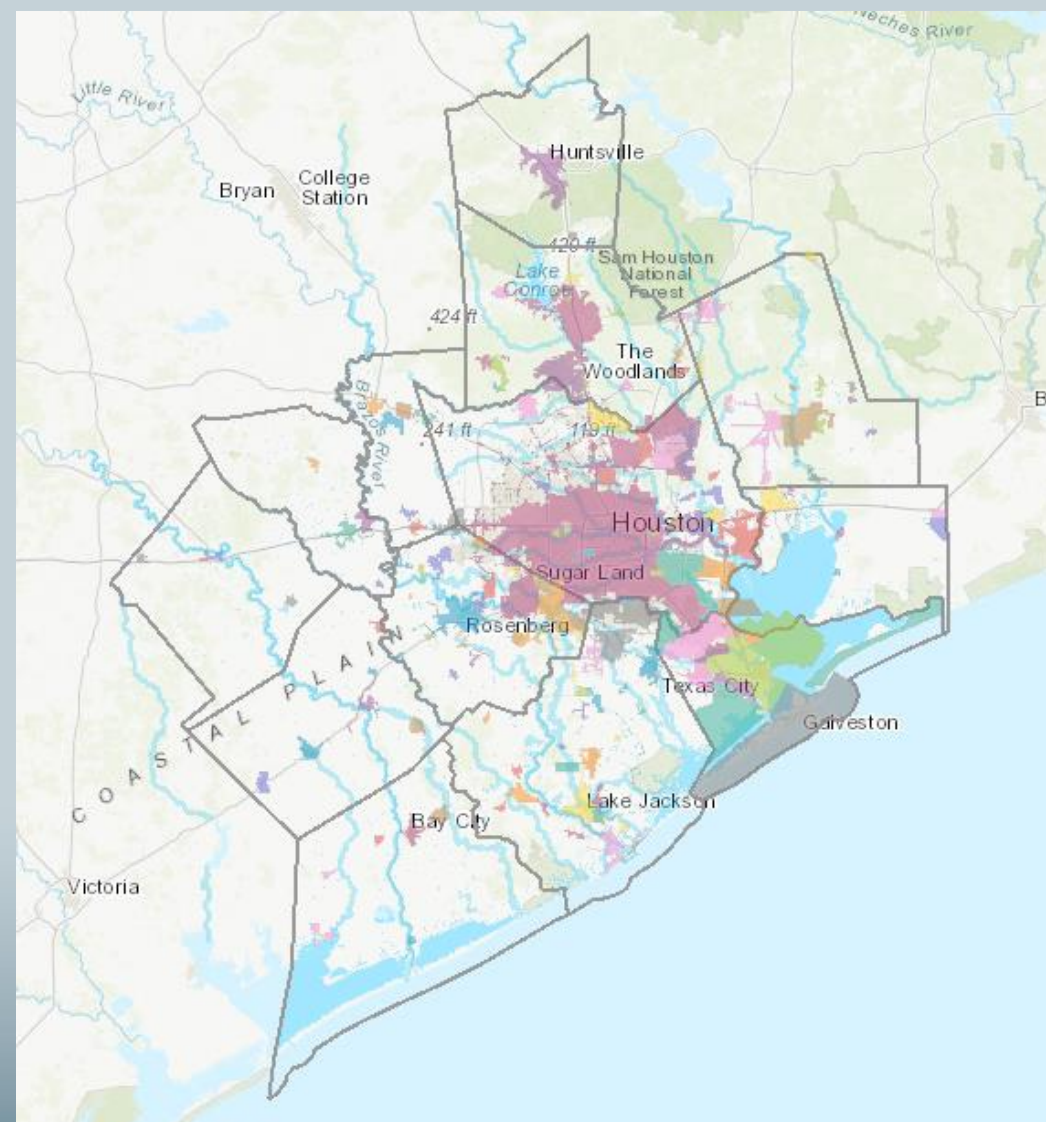 Neches River
Little River
Huntsville
Bryan
College
Station
420 ft
Sam Houston
National
Forest
Lake
Conroe
424 ft
The
Woodlands
B
Brazos River
241 ft
119 ft
Houston
Sugar Land
Rosenberg
Texas City
Galveston
COASTAL PLAIN
Lake Jackson
Bay City
Victoria